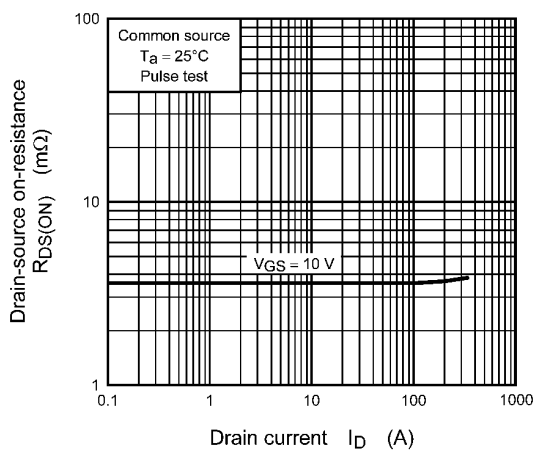 Common source
Ta = 25°C
Pulse test
VGS = 10 V
Drain-source on-resistance
RDS(ON) (mΩ)
100
10
1
0.1
1
10
100
1000
Drain current ID (A)